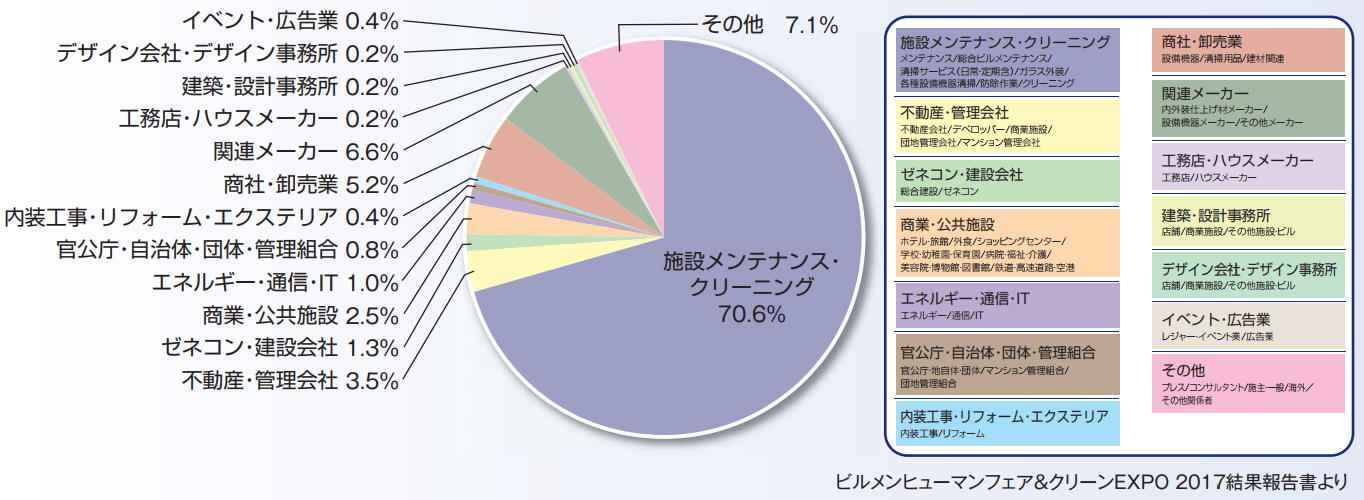 イベント・広告業 0.4%
デザイン会社・デザイン事務所 0.2%
建築・設計事務所 0.2%
工務店・ハウスメーカー 0.2%
関連メーカー 6.6%
商社・卸売業 5.2%
内装工事・リフォーム・エクステリア 0.4%
官公庁・自治体・団体・管理組合 0.8%
エネルギー・通信・IT 1.0%
商業・公共施設 2.5%
ゼネコン・建設会社 1.3%
不動産・管理会社 3.5%
その他 7.1%
施設メンテナンス・
クリーニング
70.6%
施設メンテナンス・クリーニング
メンテナンス/総合ビルメンテナンス/
清掃サービス(日常・定期含)/ガラス外装/
各種設備機器清掃/防除作業/クリーニング
不動産・管理会社
不動産会社/デベロッパー/商業施設/
団地管理会社/マンション管理会社
ゼネコン・建設会社
総合建設/ゼネコン
商業・公共施設
ホテル・旅館/外食/ショッピングセンター/
学校・幼稚園・保育園/病院・福祉・介護/
美容院・博物館・図書館/鉄道・高速道路・空港
エネルギー・通信・IT
エネルギー/通信/IT
官公庁・自治体・団体・管理組合
官公庁・地自体・団体/マンション管理組合/
団地管理組合
内装工事・リフォーム・エクステリア
内装工事/リフォーム
商社・卸売業
設備機器/清掃用品/建材関連
関連メーカー
内外装仕上げ材メーカー/
設備機器メーカー/その他メーカー
工務店・ハウスメーカー
工務店/ハウスメーカー
建築・設計事務所
店舗/商業施設/その他施設・ビル
デザイン会社・デザイン事務所
店舗/商業施設/その他施設・ビル
イベント・広告業
レジャー・イベント業/広告業
その他
プレス/コンサルタント/施主・一般/海外/
その他関係者
ビルメンヒューマンフェア&クリーンEXPO 2017結果報告書より